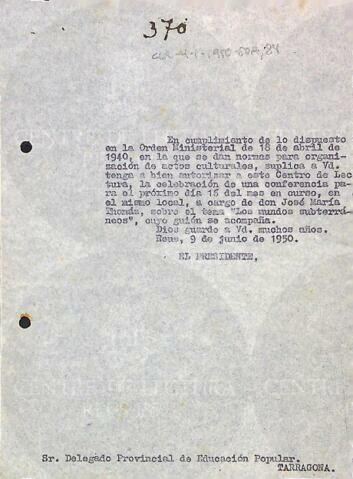 370
En cumplimiento de lo dispuesto
en la Orden Ministerial de 18 de abril de
1940, en la que se dan normas para organi-
zación de actos culturales, suplica a Vd.
tenga a bien autorizar a este Centro de Lec
tura, la celebración de una conferencia pa-
ra el próximo día 15 del mes en curso, en
el mismo local, a cargo de don José María
Thomás, sobre el tema "Los mundos subterrá-
neos", cuyo guión se acompaña.
Dios guarde a Vd. muchos años.
Reus, 9 de junio de 1950.
EL PRESIDENTE,
Sr. Delegado Provincial de Educación Popular.
TARRAGONA.